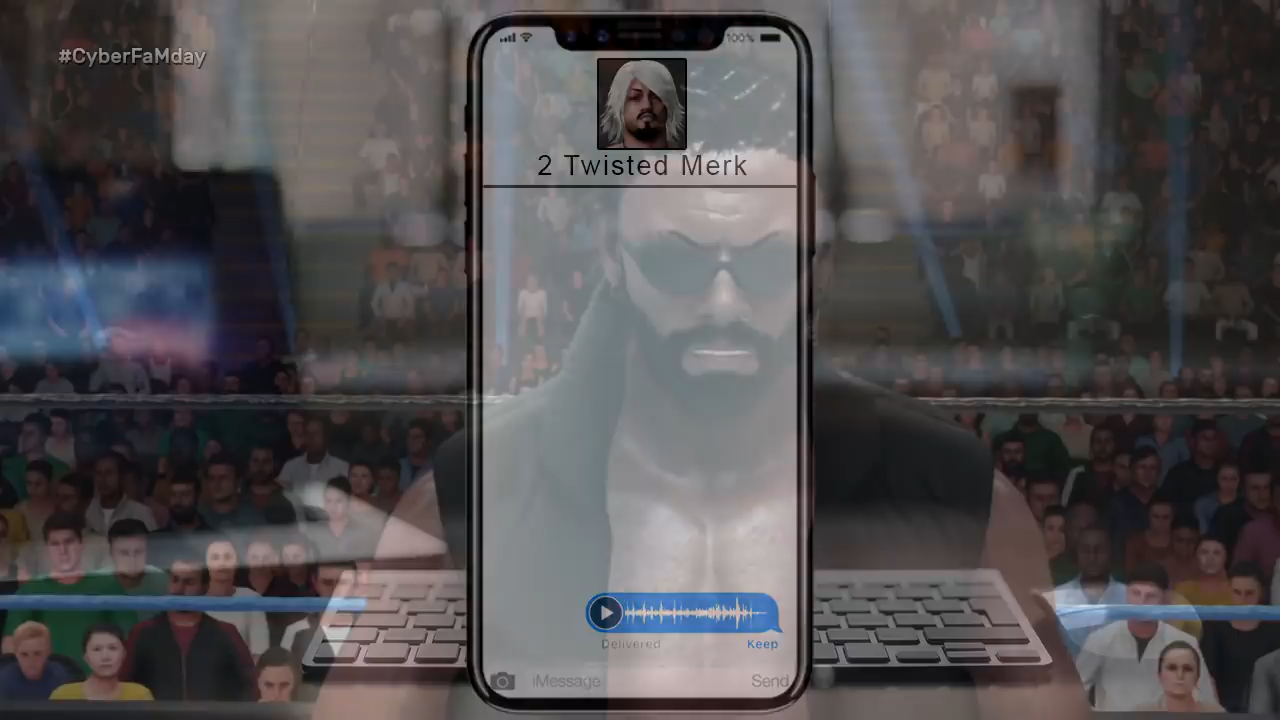 #CyberFaMday
100%
2 Twisted Merk
Delivered
Keep
iMessage
Send